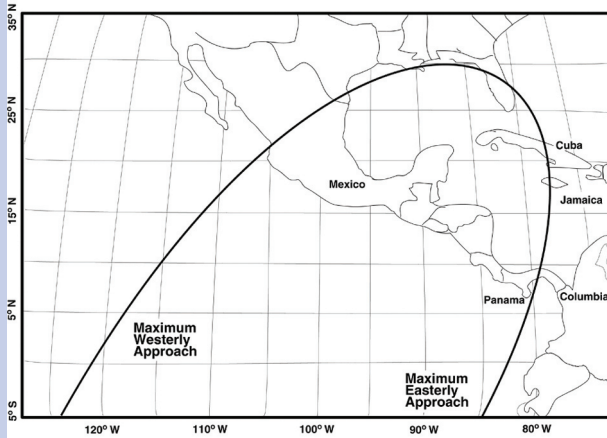 35° N
25° N
15° N
5° N
5° S
Cuba
Mexico
Jamaica
Panama
Columbia
Maximum
Westerly
Approach
Maximum
Easterly
Approach
120° W
110° W
100° W
90° W
80° W